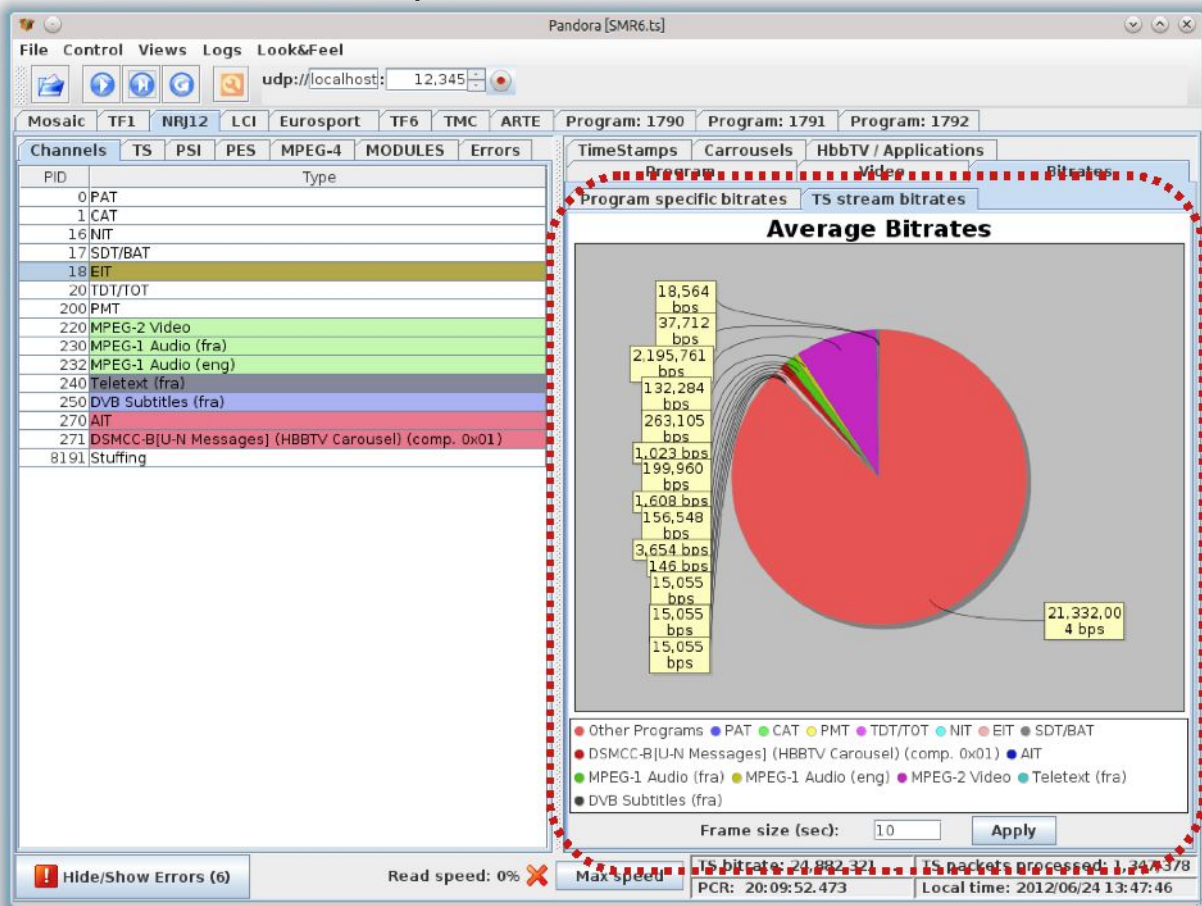 Pandora [SMR6.ts]
File Control Views Logs Look&Feel
udp://localhost: 12,345
Mosaic TF1 NRJ12 LCI Eurosport TF6 TMC ARTE Program: 1790 Program: 1791 Program: 1792
Channels TS PSI PES MPEG-4 MODULES Errors
PID Type
0 PAT
1 CAT
16 NIT
17 SDT/BAT
18 EIT
20 TDT/TOT
200 PMT
220 MPEG-2 Video
230 MPEG-1 Audio (fra)
232 MPEG-1 Audio (eng)
240 Teletext (fra)
250 DVB Subtitles (fra)
270 AIT
271 DSMCC-B[U-N Messages] (HBBTV Carousel) (comp. 0x01)
8191 Stuffing
TimeStamps Carrousels HbbTV / Applications
Program Video Bitrates
Program specific bitrates TS stream bitrates
Average Bitrates
18,564
bps
37,712
bps
2,195,761
bps
132,284
bps
263,105
bps
1,023 bps
199,960
bps
1,608 bps
156,548
bps
3,654 bps
146 bps
15,055
bps
15,055
bps
15,055
bps
21,332,00
4 bps
Other Programs PAT CAT PMT TDT/TOT NIT EIT SDT/BAT
DSMCC-B[U-N Messages] (HBBTV Carousel) (comp. 0x01) AIT
MPEG-1 Audio (fra) MPEG-1 Audio (eng) MPEG-2 Video Teletext (fra)
DVB Subtitles (fra)
Frame size (sec): 10 Apply
Hide/Show Errors (6) Read speed: 0% Max speed
TS bitrate: 24,882,321 TS packets processed: 1,347,378
PCR: 20:09:52.473 Local time: 2012/06/24 13:47:46